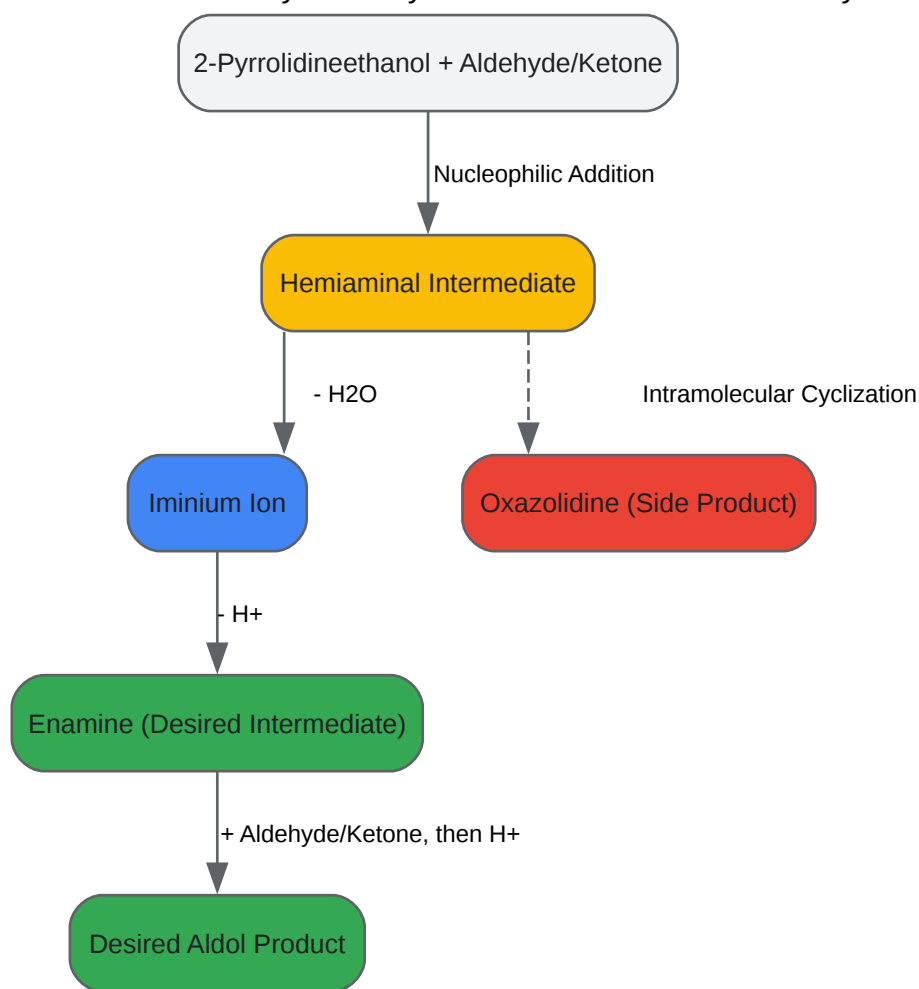 2-Pyrrolidineethanol + Aldehyde/Ketone
Nucleophilic Addition
Hemiaminal Intermediate
- H2O
Intramolecular Cyclization
Iminium Ion
Oxazolidine (Side Product)
- H+
Enamine (Desired Intermediate)
+ Aldehyde/Ketone, then H+
Desired Aldol Product